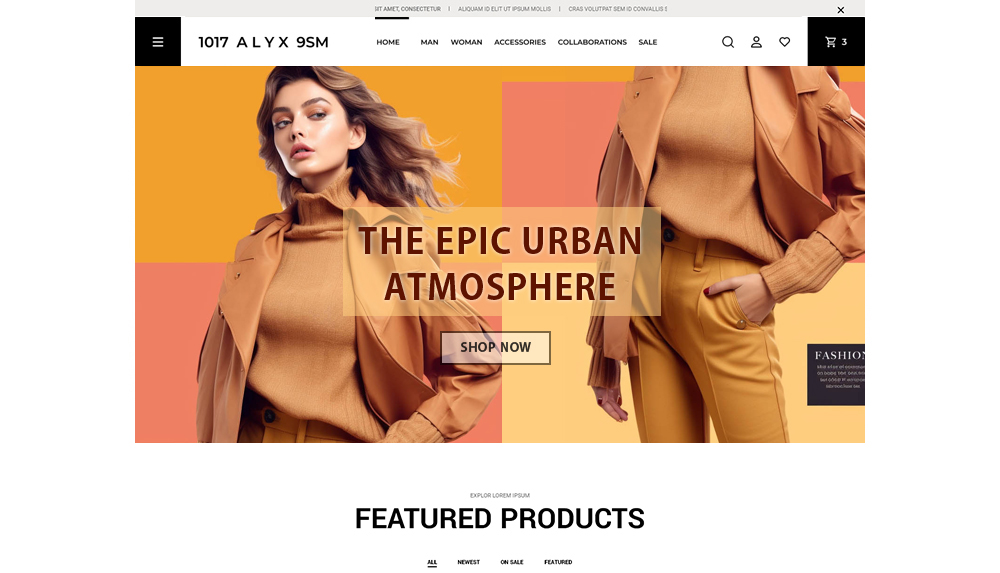 SIT AMET, CONSECTETUR | ALIQUAM ID ELIT UT IPSUM MOLLIS | CRAS VOLUTPAT SEM ID CONVALLIS
1017 ALYX 9SM
HOME MAN WOMAN ACCESSORIES COLLABORATIONS SALE
3
THE EPIC URBAN
ATMOSPHERE
SHOP NOW
FASHION
EXPLOR LOREM IPSUM
FEATURED PRODUCTS
ALL NEWEST ON SALE FEATURED